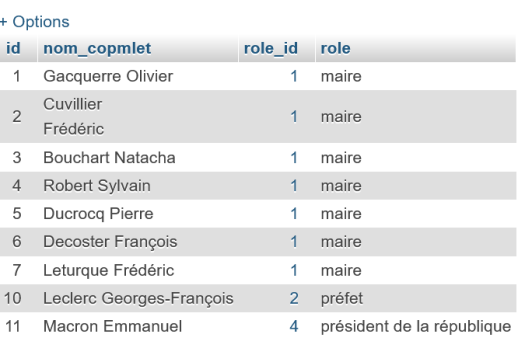 + Options
id nom_copmlet role_id role
1 Gacquerre Olivier 1 maire
2 Cuvillier Frédéric 1 maire
3 Bouchart Natacha 1 maire
4 Robert Sylvain 1 maire
5 Ducrocq Pierre 1 maire
6 Decoster François 1 maire
7 Leturque Frédéric 1 maire
10 Leclerc Georges-François 2 préfet
11 Macron Emmanuel 4 président de la république